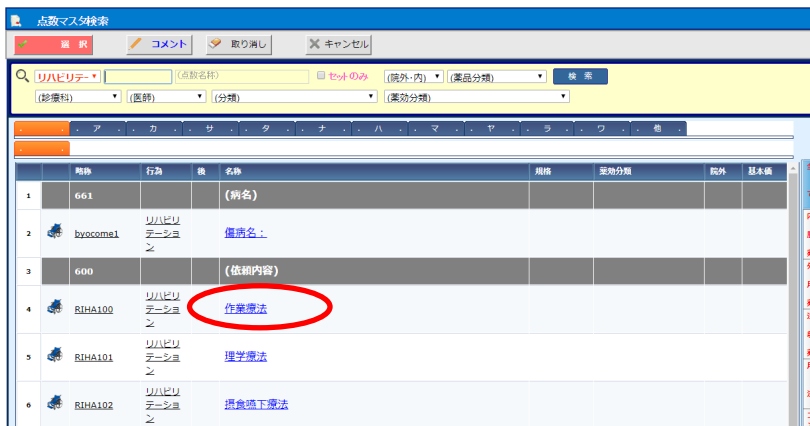 点数マスタ検索
選 択 コメント 取り消し キャンセル
リハビリテー (点数名称) セットのみ (院外・内) (薬品分類) 検 索
(診療科) (医師) (分類) (薬効分類)
. . . ア . . カ . . サ . . タ . . ナ . . ハ . . マ . . ヤ . . ラ . . ワ . . 他 .
. .
略称 行為 後 名称 規格 薬効分類 院外 基本価
1 661 (病名)
2 byocome1 リハビリテーション 傷病名：
3 600 (依頼内容)
4 RIHA100 リハビリテーション 作業療法
5 RIHA101 リハビリテーション 理学療法
6 RIHA102 リハビリテーション 摂食嚥下療法